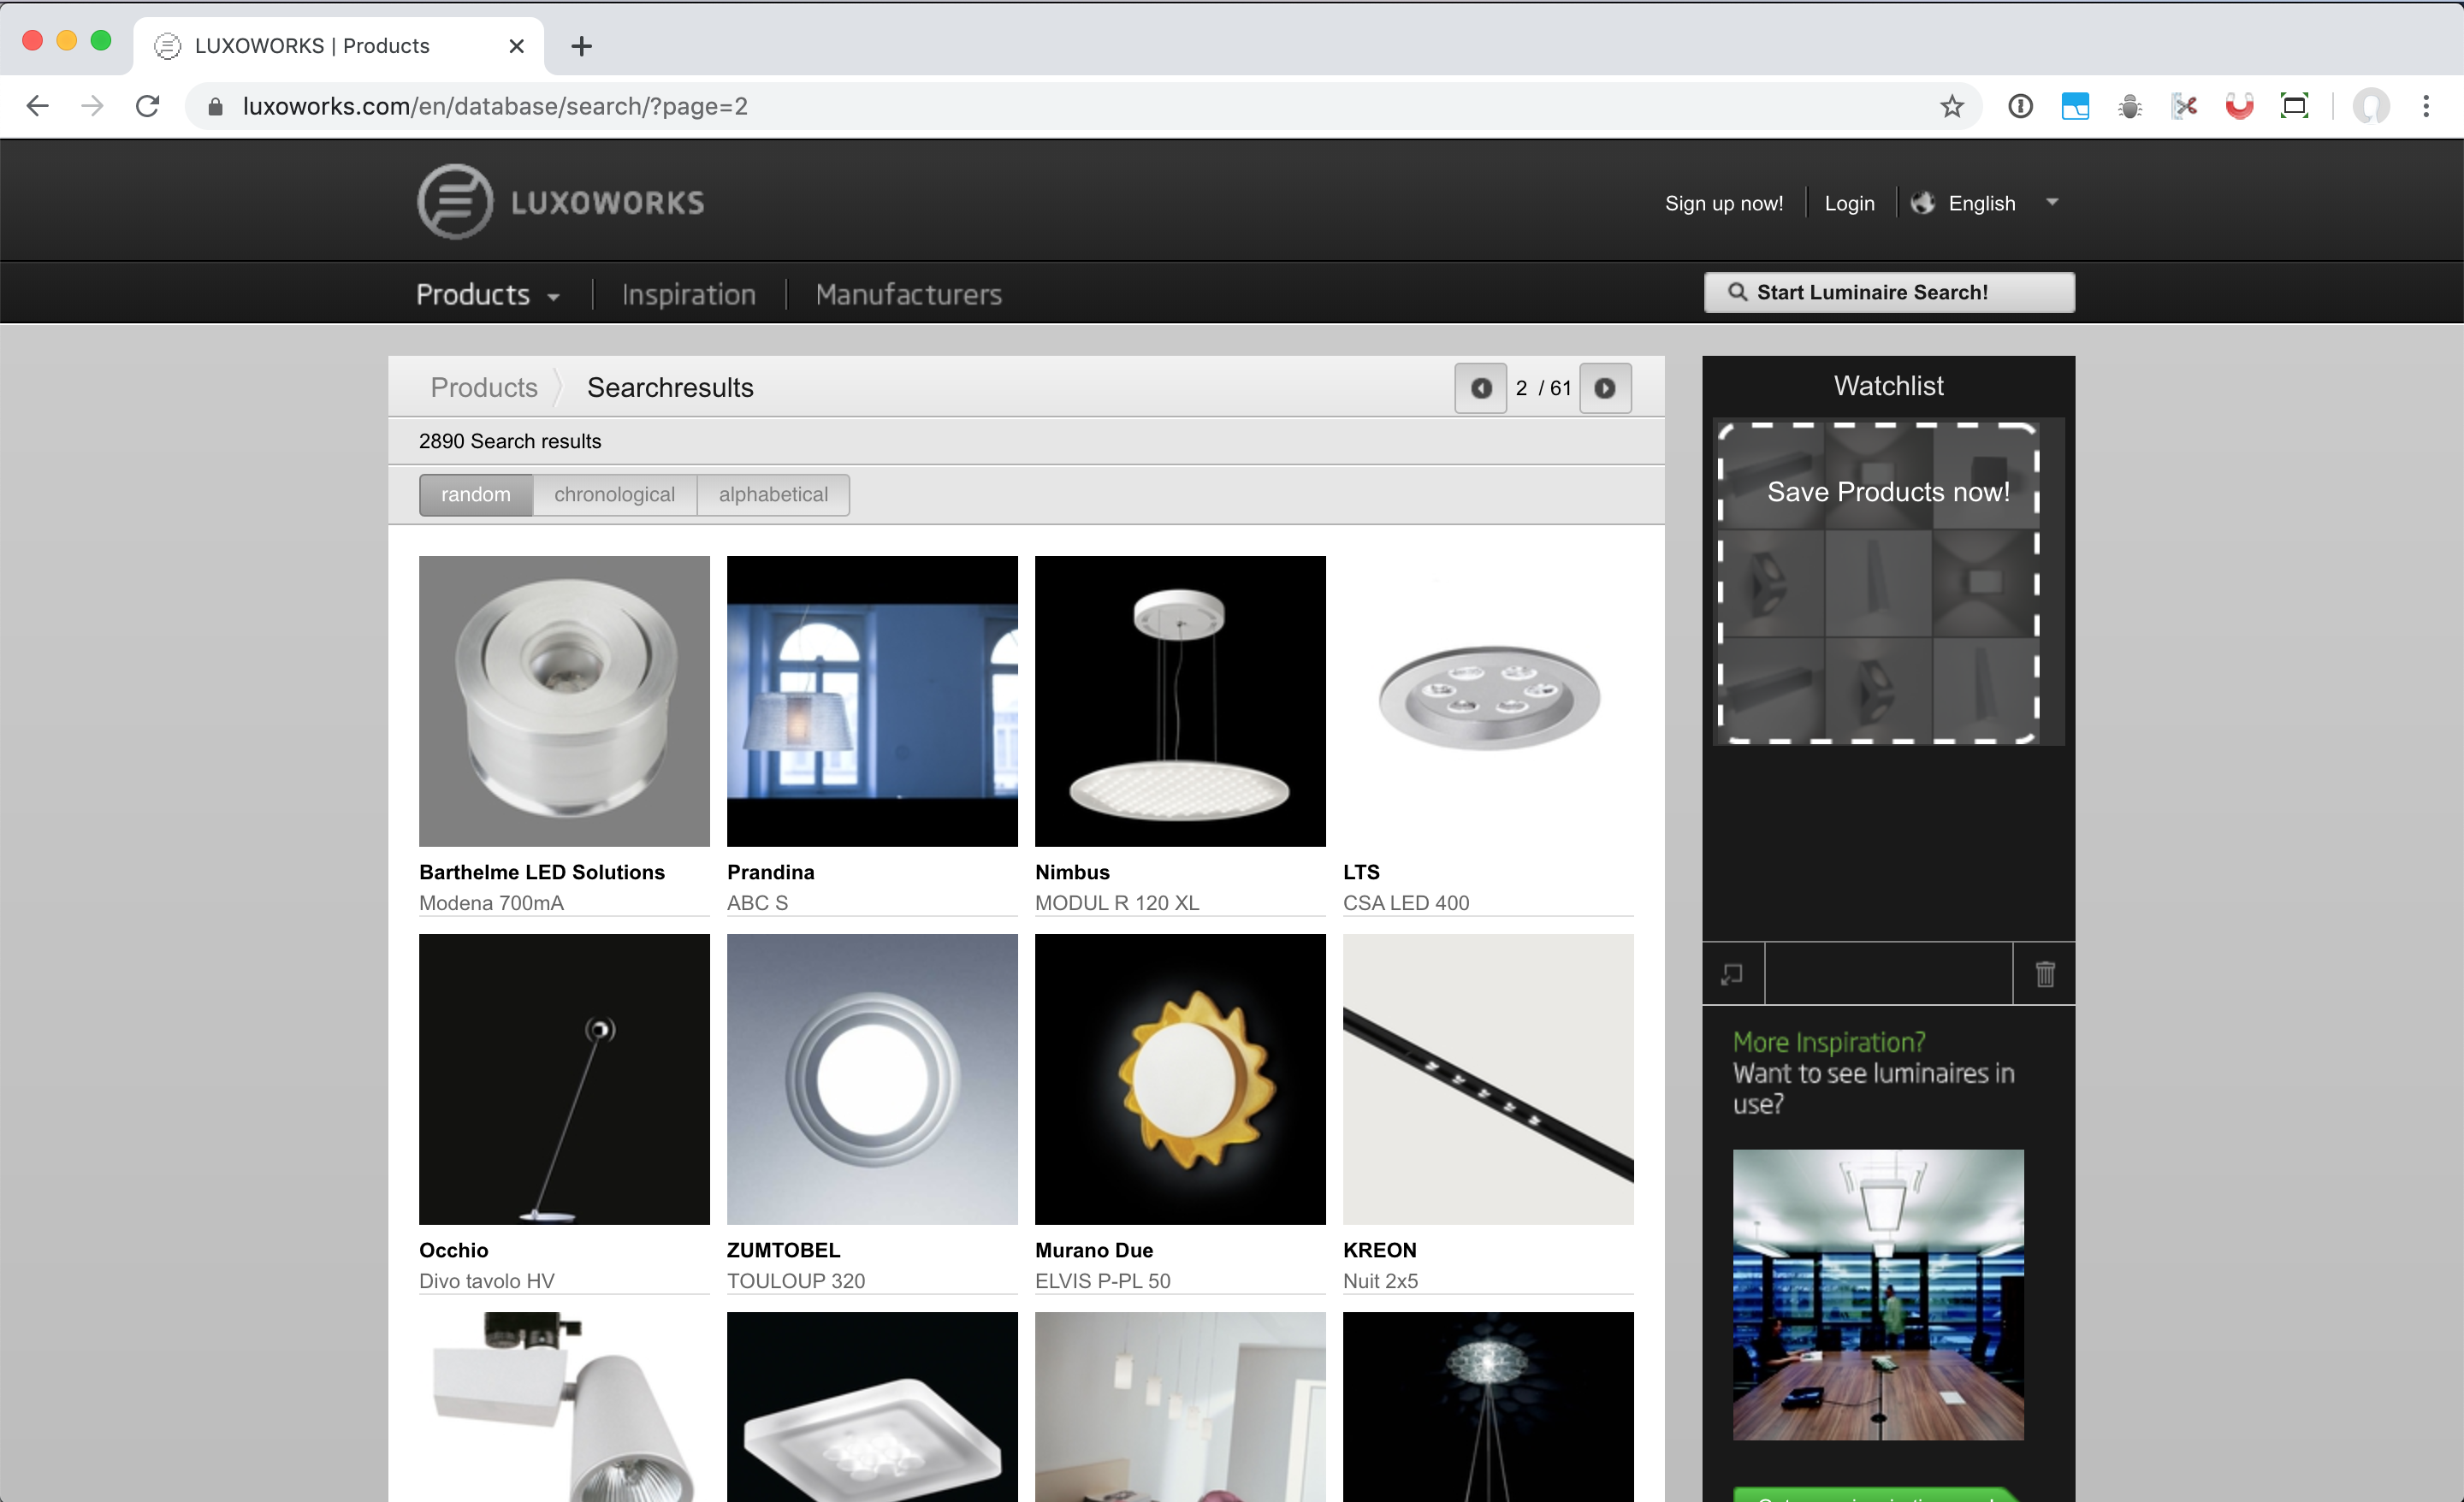 LUXOWORKS | Products
luxoworks.com/en/database/search/?page=2
LUXOWORKS
Sign up now!
Login
English
Products
Inspiration
Manufacturers
Start Luminaire Search!
Products
Searchresults
2 / 61
2890 Search results
random
chronological
alphabetical
Barthelme LED Solutions
Modena 700mA
Prandina
ABC S
Nimbus
MODUL R 120 XL
LTS
CSA LED 400
Occhio
Divo tavolo HV
ZUMTOBEL
TOULOUP 320
Murano Due
ELVIS P-PL 50
KREON
Nuit 2x5
Watchlist
Save Products now!
More Inspiration?
Want to see luminaires in
use?